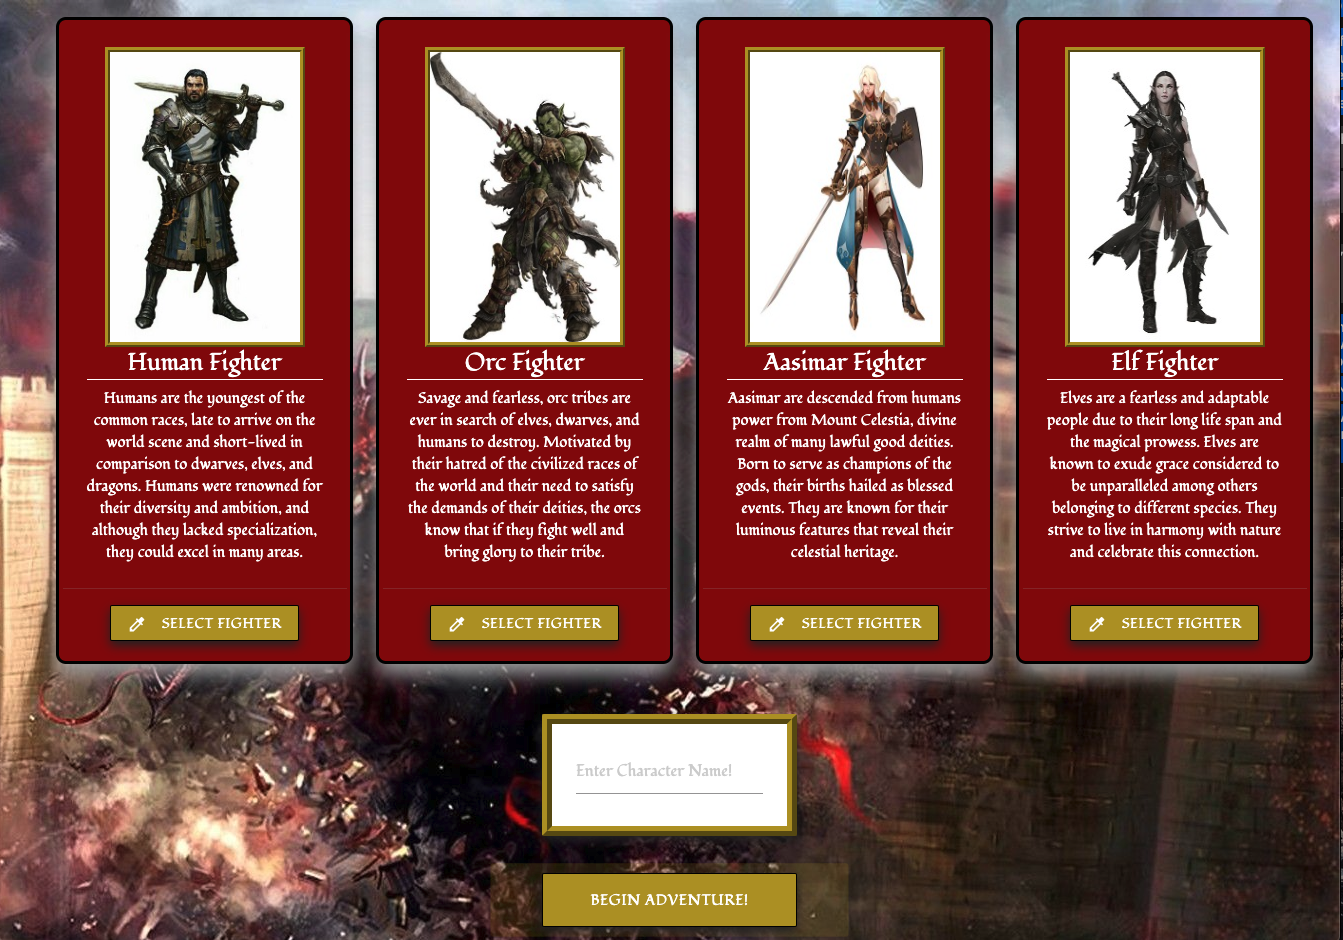 Human Fighter
Humans are the youngest of the
common races, late to arrive on the
world scene and short-lived in
comparison to dwarves, elves, and
dragons. Humans were renowned for
their diversity and ambition, and
although they lacked specialization,
they could excel in many areas.
SELECT FIGHTER
Orc Fighter
Savage and fearless, orc tribes are
ever in search of elves, dwarves, and
humans to destroy. Motivated by
their hatred of the civilized races of
the world and their need to satisfy
the demands of their deities, the orcs
know that if they fight well and
bring glory to their tribe.
SELECT FIGHTER
Aasimar Fighter
Aasimar are descended from humans
power from Mount Celestia, divine
realm of many lawful good deities.
Born to serve as champions of the
gods, their births hailed as blessed
events. They are known for their
luminous features that reveal their
celestial heritage.
SELECT FIGHTER
Elf Fighter
Elves are a fearless and adaptable
people due to their long life span and
the magical prowess. Elves are
known to exude grace considered to
be unparalleled among others
belonging to different species. They
strive to live in harmony with nature
and celebrate this connection.
SELECT FIGHTER
Enter Character Name!
BEGIN ADVENTURE!